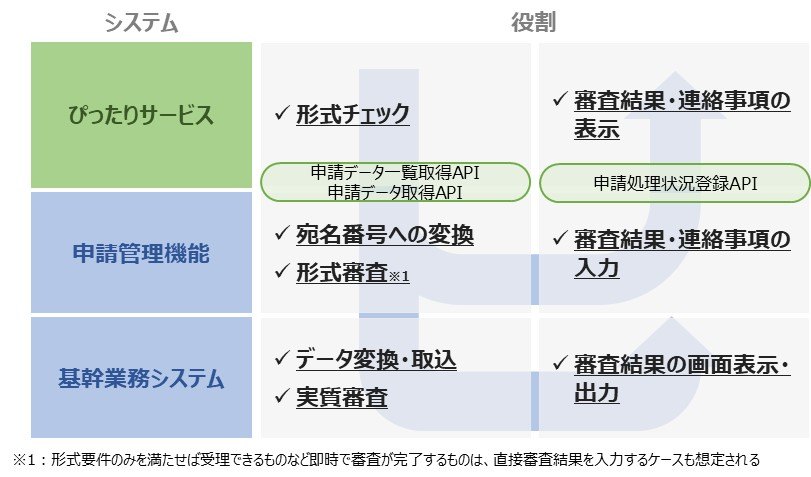 システム
役割
ぴったりサービス
✓ 形式チェック
✓ 審査結果・連絡事項の
表示
申請データ一覧取得API
申請データ取得API
申請処理状況登録API
申請管理機能
✓ 宛名番号への変換
✓ 形式審査※1
✓ 審査結果・連絡事項の
入力
基幹業務システム
✓ データ変換・取込
✓ 実質審査
✓ 審査結果の画面表示・
出力
※1：形式要件のみを満たせば受理できるものなど即時で審査が完了するものは、直接審査結果を入力するケースも想定される